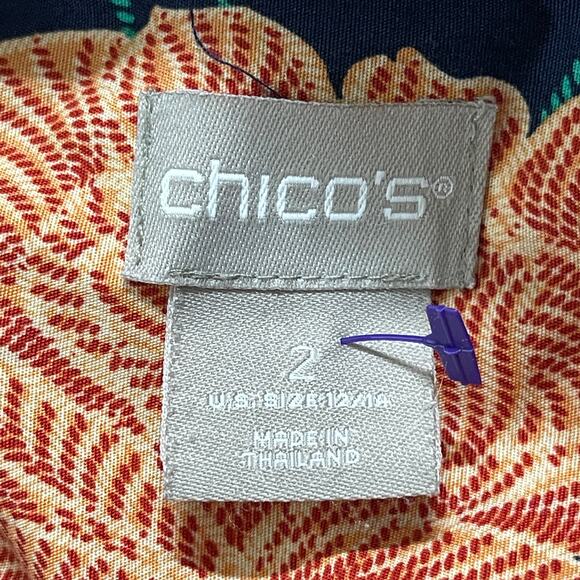 chico's®
2
U.S. SIZE:12/14
MADE IN
THAILAND